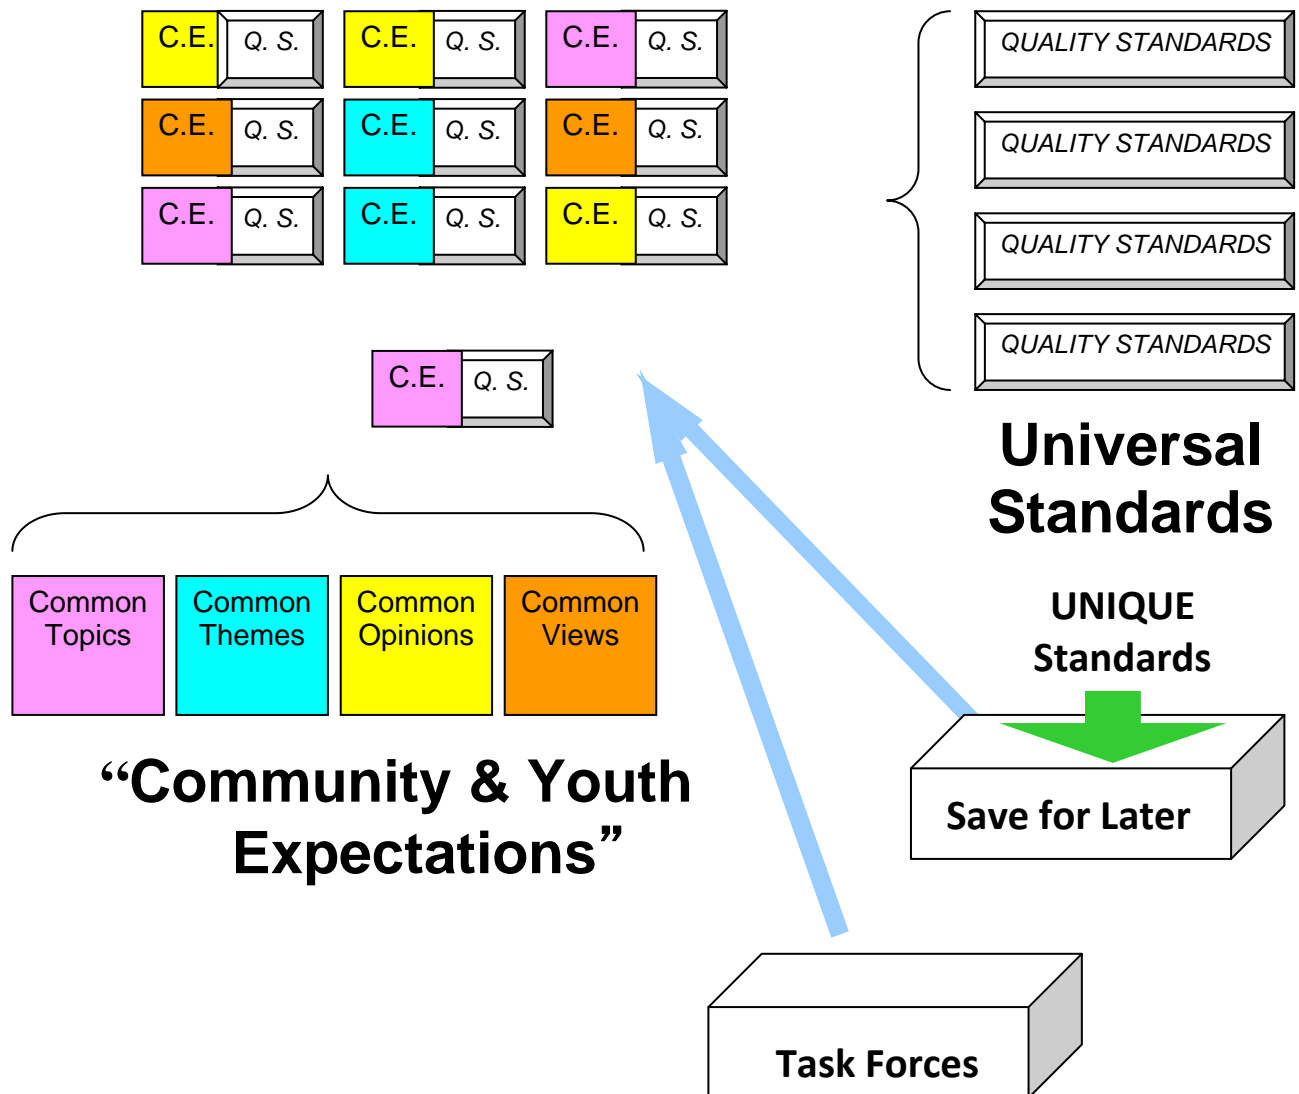 C.E. Q. S. C.E. Q. S. C.E. Q. S.
C.E. Q. S. C.E. Q. S. C.E. Q. S.
C.E. Q. S. C.E. Q. S. C.E. Q. S.
C.E. Q. S.
QUALITY STANDARDS
QUALITY STANDARDS
QUALITY STANDARDS
QUALITY STANDARDS
Universal
Standards
Common
Topics
Common
Themes
Common
Opinions
Common
Views
“Community & Youth
Expectations”
UNIQUE
Standards
Save for Later
Task Forces